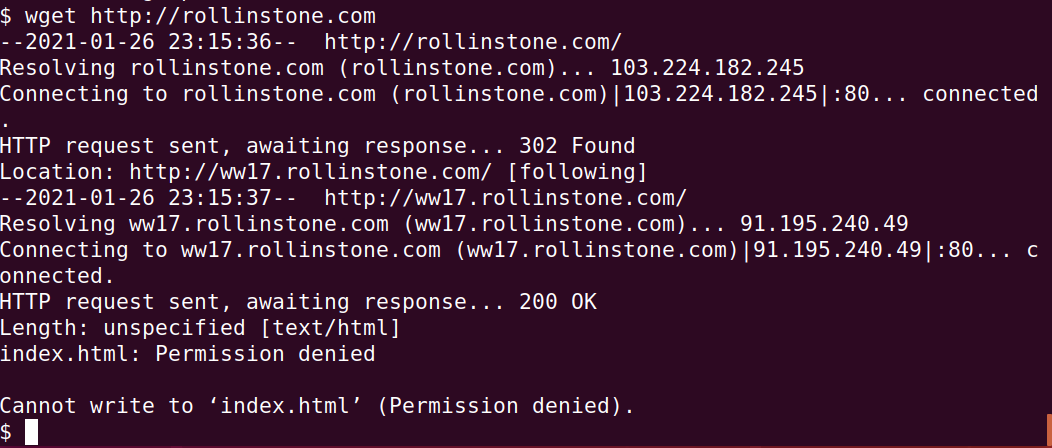 $ wget http://rollinstone.com
--2021-01-26 23:15:36--  http://rollinstone.com/
Resolving rollinstone.com (rollinstone.com)... 103.224.182.245
Connecting to rollinstone.com (rollinstone.com)|103.224.182.245|:80... connected
.
HTTP request sent, awaiting response... 302 Found
Location: http://ww17.rollinstone.com/ [following]
--2021-01-26 23:15:37--  http://ww17.rollinstone.com/
Resolving ww17.rollinstone.com (ww17.rollinstone.com)... 91.195.240.49
Connecting to ww17.rollinstone.com (ww17.rollinstone.com)|91.195.240.49|:80... c
onnected.
HTTP request sent, awaiting response... 200 OK
Length: unspecified [text/html]
index.html: Permission denied

Cannot write to ‘index.html’ (Permission denied).
$